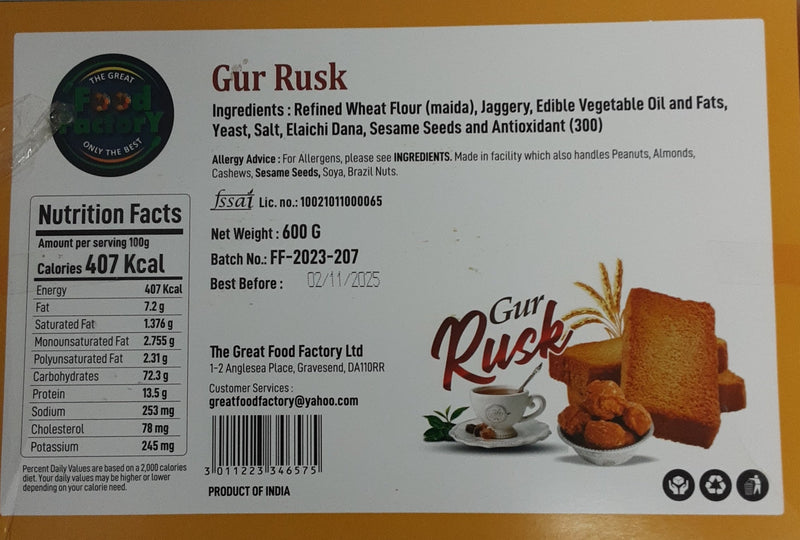 THE GREAT
Food
Factory
ONLY THE BEST
Gur Rusk
Ingredients : Refined Wheat Flour (maida), Jaggery, Edible Vegetable Oil and Fats,
Yeast, Salt, Elaichi Dana, Sesame Seeds and Antioxidant (300)
Allergy Advice : For Allergens, please see INGREDIENTS. Made in facility which also handles Peanuts, Almonds,
Cashews, Sesame Seeds, Soya, Brazil Nuts.
fssai Lic. no.: 10021011000065
Net Weight : 600 G
Batch No.: FF-2023-207
Best Before : 02/11/2025
Nutrition Facts
Amount per serving 100g
Calories 407 Kcal
Energy 407 Kcal
Fat 7.2 g
Saturated Fat 1.376 g
Monounsaturated Fat 2.755 g
Polyunsaturated Fat 2.31 g
Carbohydrates 72.3 g
Protein 13.5 g
Sodium 253 mg
Cholesterol 78 mg
Potassium 245 mg
Percent Daily Values are based on a 2,000 calories
diet. Your daily values may be higher or lower
depending on your calorie need.
The Great Food Factory Ltd
1-2 Anglesea Place, Gravesend, DA110RR
Customer Services :
greatfoodfactory@yahoo.com
3 011223 346575
PRODUCT OF INDIA
Gur
Rusk